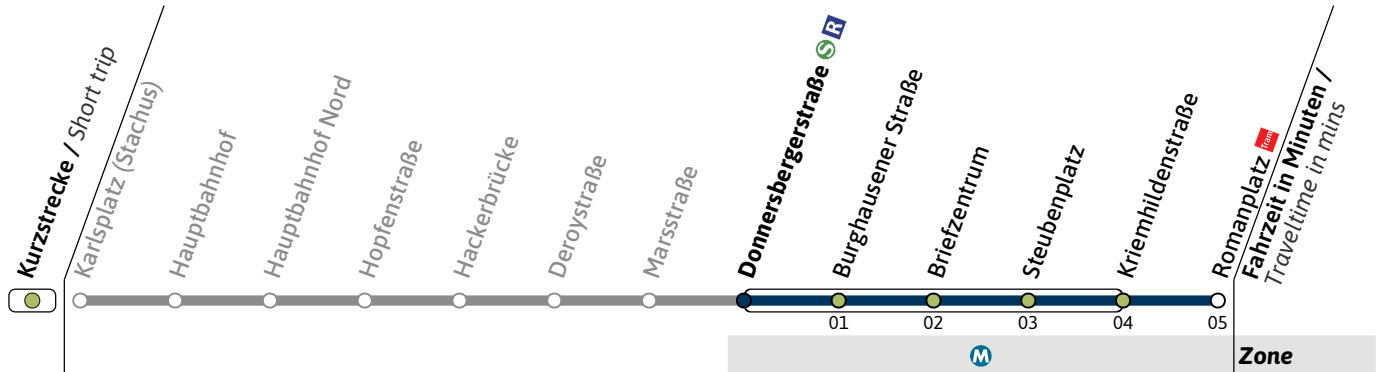 Kurzstrecke / Short trip
Karlsplatz (Stachus)
Hauptbahnhof
Hauptbahnhof Nord
Hopfenstraße
Hackerbrücke
Deroystraße
Marsstraße
Donnersbergerstraße S R
Burghausener Straße
Briefzentrum
Steubenplatz
Kriemhildenstraße
Romanplatz Tram
Fahrzeit in Minuten /
Traveltime in mins
01 02 03 04 05
M Zone